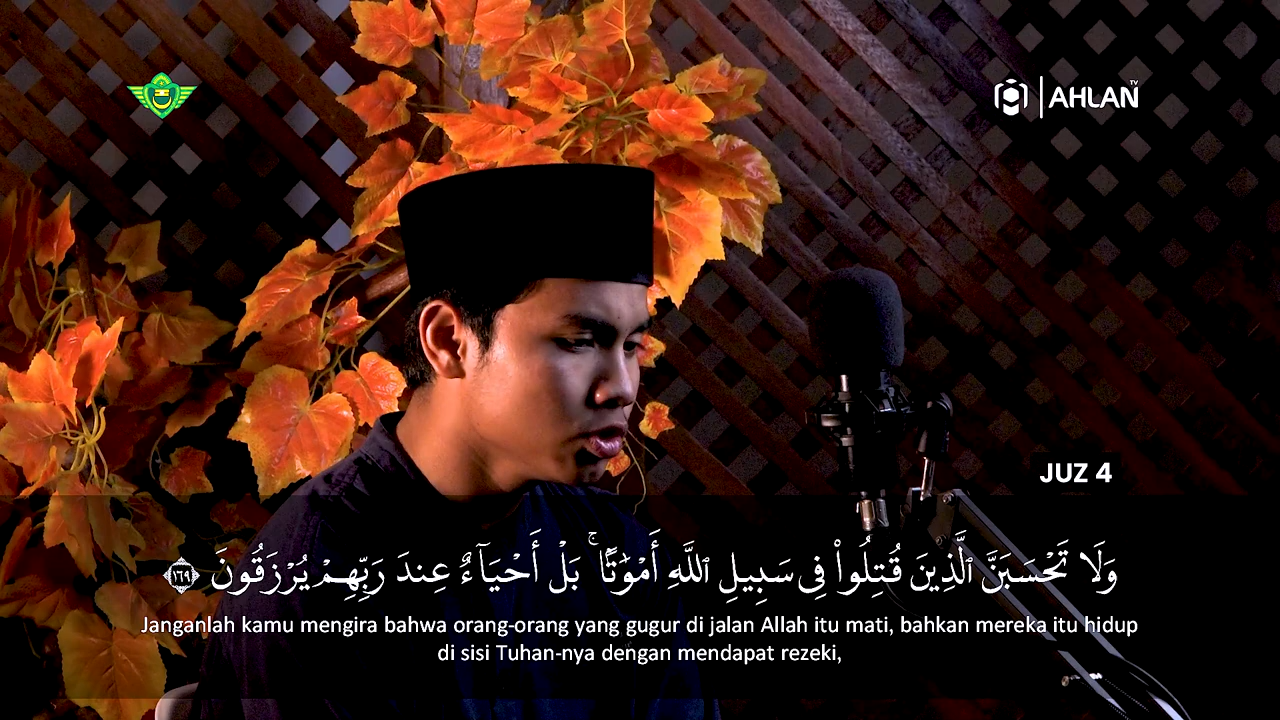 AHLAN TV
JUZ 4
وَلَا تَحْسَبَنَّ ٱلَّذِينَ قُتِلُوا۟ فِى سَبِيلِ ٱللَّهِ أَمْوَٰتًۢا ۚ بَلْ أَحْيَآءٌ عِندَ رَبِّهِمْ يُرْزَقُونَ ١٦٩
Janganlah kamu mengira bahwa orang-orang yang gugur di jalan Allah itu mati, bahkan mereka itu hidup
di sisi Tuhan-nya dengan mendapat rezeki,